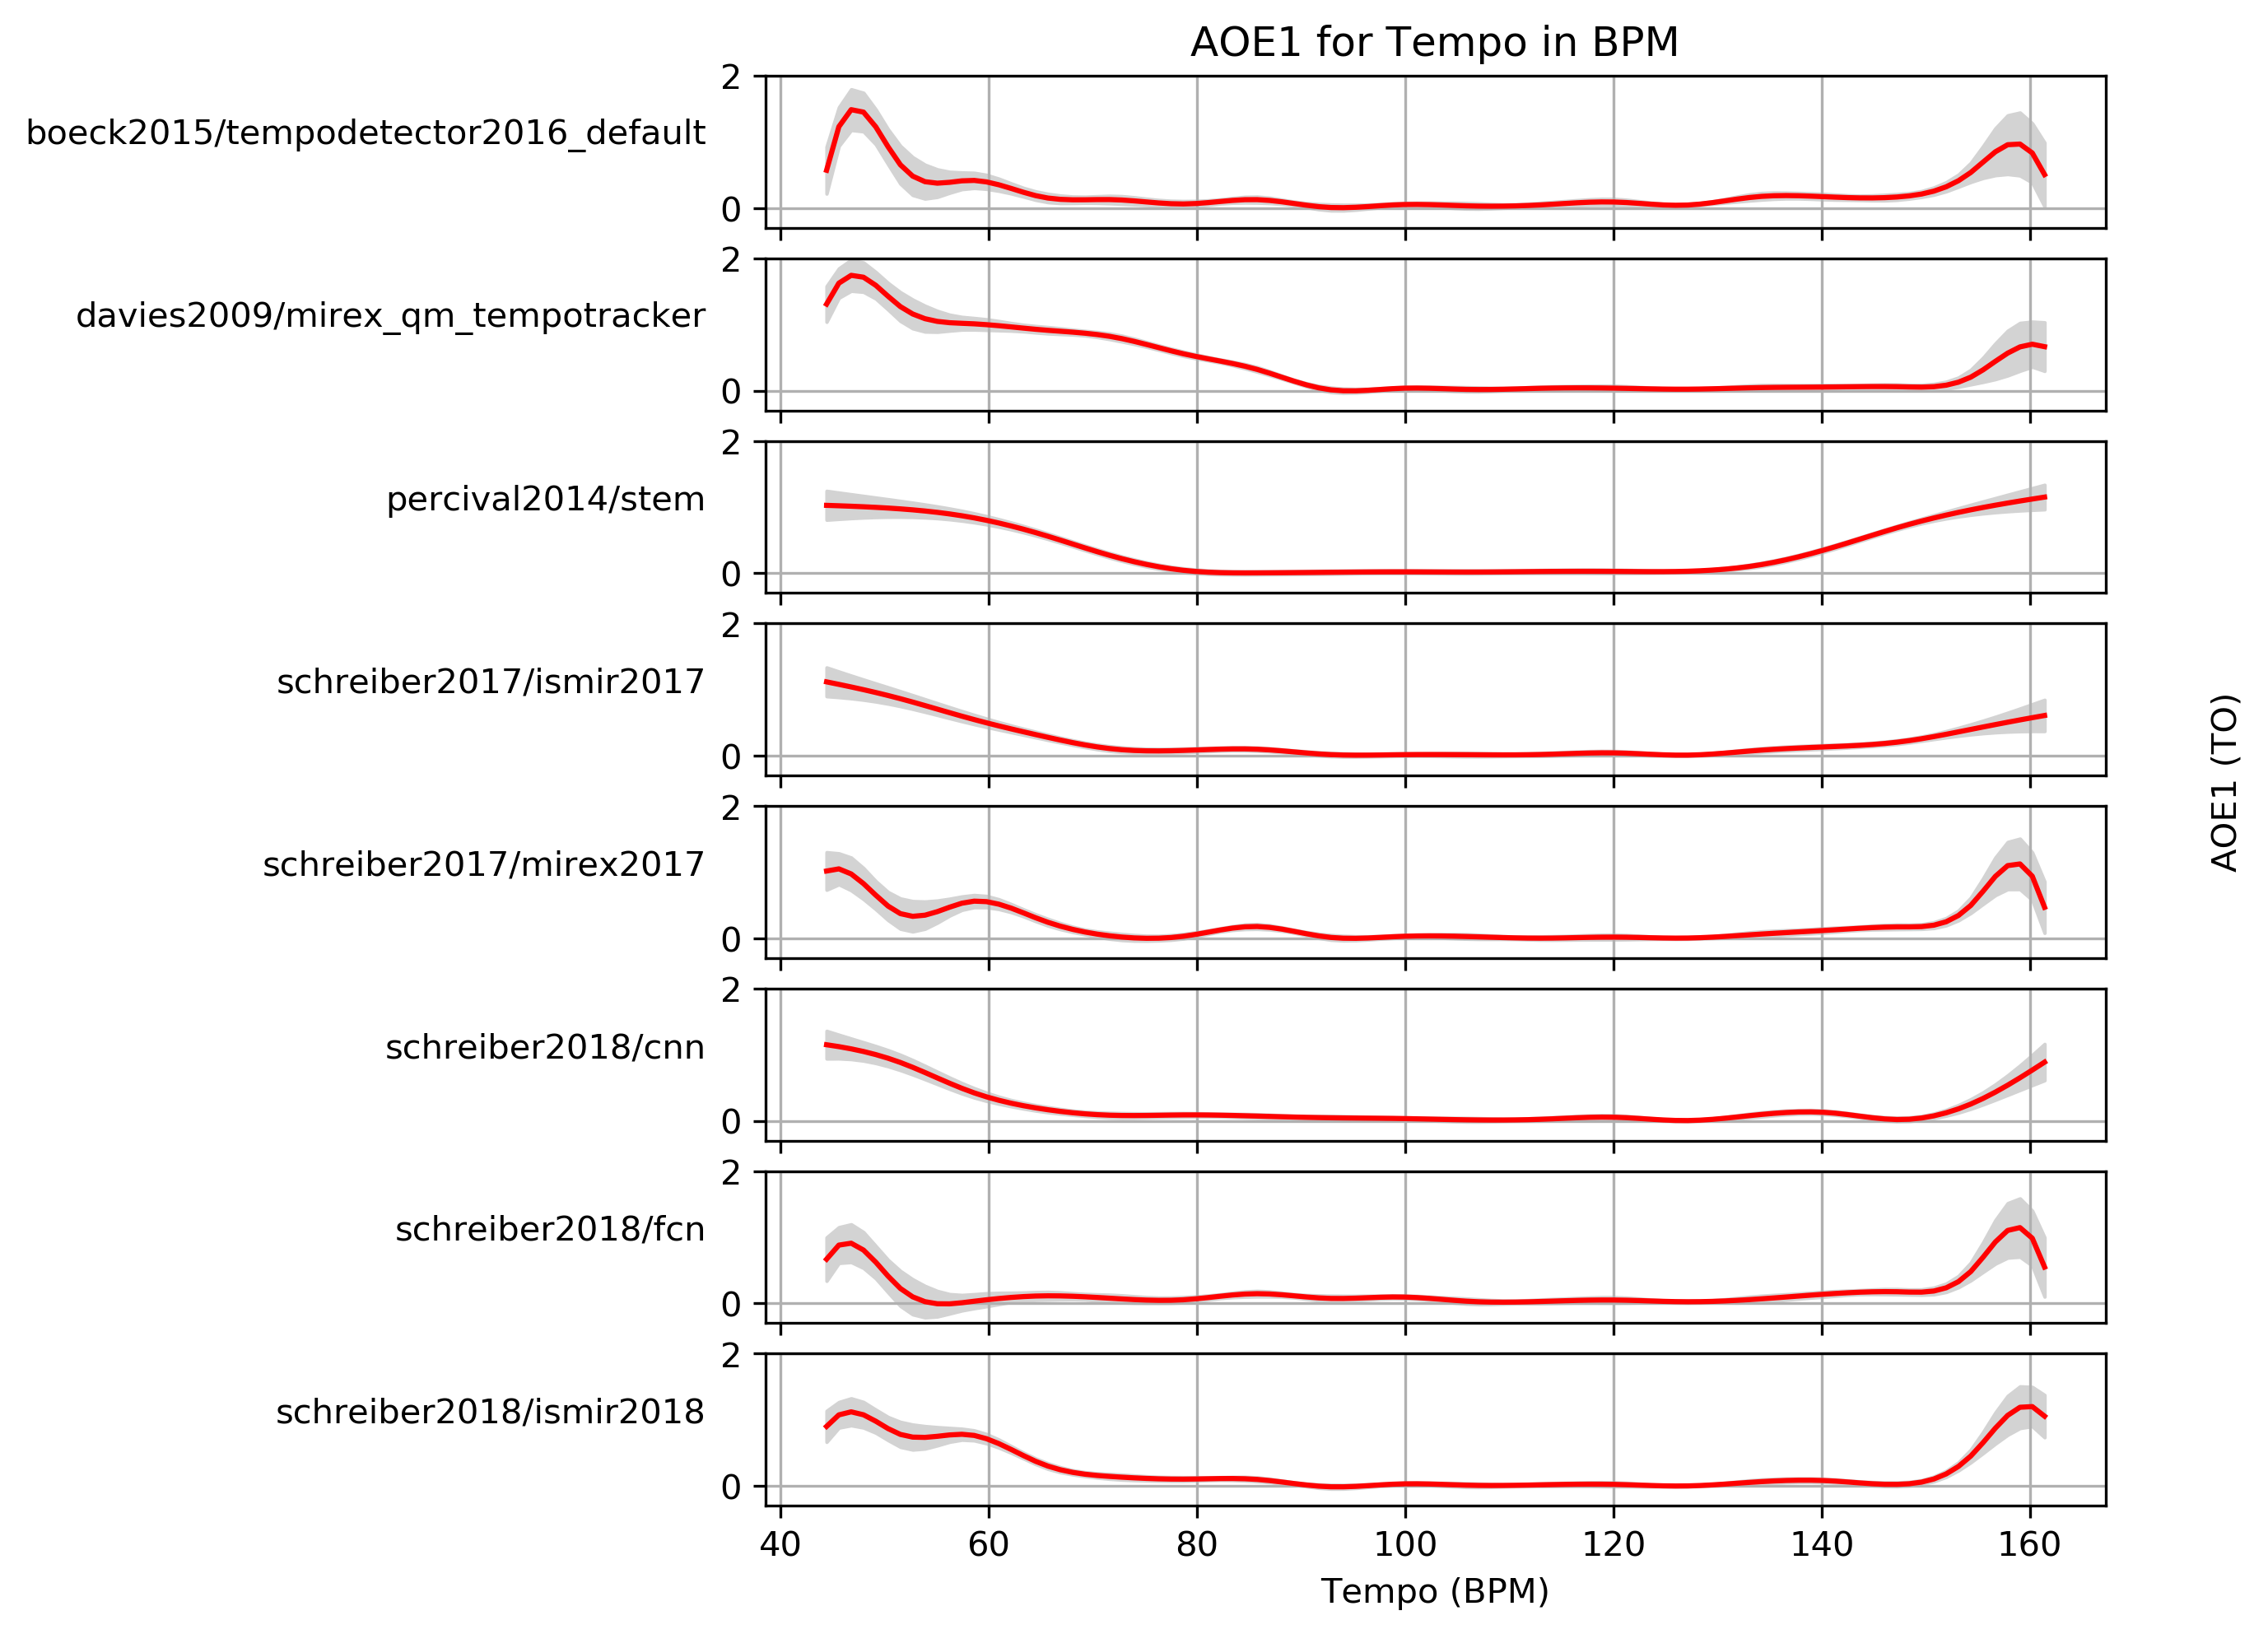 AOE1 for Tempo in BPM
2
boeck2015/tempodetector2016_default
0
2
davies2009/mirex_qm_tempotracker
0
2
percival2014/stem
0
2
schreiber2017/ismir2017
0
2
schreiber2017/mirex2017
0
2
schreiber2018/cnn
0
2
schreiber2018/fcn
0
2
schreiber2018/ismir2018
0
40 60 80 100 120 140 160
Tempo (BPM)
AOE1 (TO)